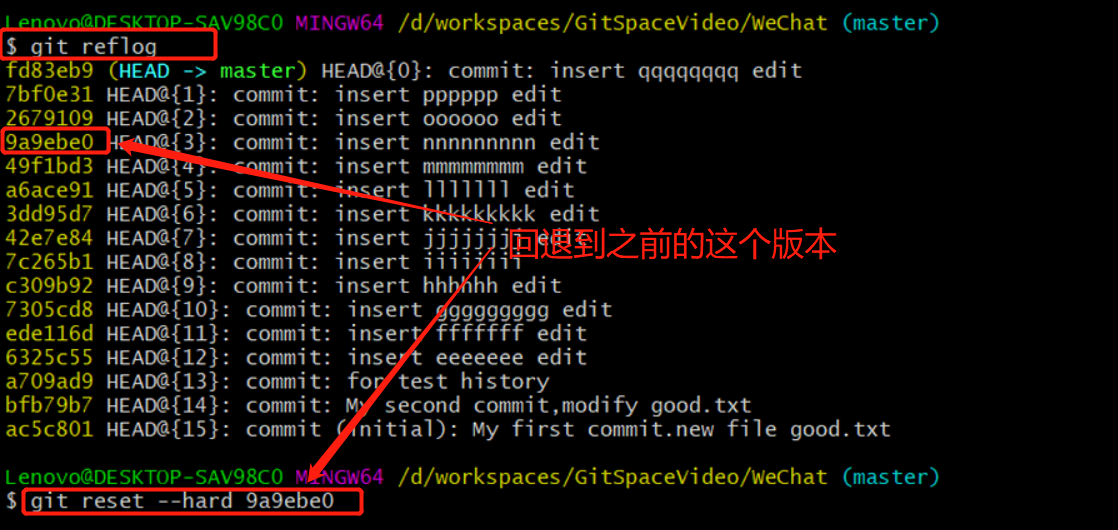 Lenovo@DESKTOP-SAV98C0 MINGW64 /d/workspaces/GitSpaceVideo/WeChat (master)
$ git reflog
fd83eb9 (HEAD -> master) HEAD@{0}: commit: insert qqqqqqqq edit
7bf0e31 HEAD@{1}: commit: insert pppppp edit
2679109 HEAD@{2}: commit: insert oooooo edit
9a9ebe0 HEAD@{3}: commit: insert nnnnnnnnn edit
49f1bd3 HEAD@{4}: commit: insert mmmmmmmm edit
a6ace91 HEAD@{5}: commit: insert lllllll edit
3dd95d7 HEAD@{6}: commit: insert kkkkkkkkk edit
42e7e84 HEAD@{7}: commit: insert jjjjjjjj edit
回退到之前的这个版本
7c265b1 HEAD@{8}: commit: insert iiiiiiii
c309b92 HEAD@{9}: commit: insert hhhhhh edit
7305cd8 HEAD@{10}: commit: insert ggggggggg edit
ede116d HEAD@{11}: commit: insert fffffff edit
6325c55 HEAD@{12}: commit: insert eeeeeee edit
a709ad9 HEAD@{13}: commit: for test history
bfb79b7 HEAD@{14}: commit: My second commit,modify good.txt
ac5c801 HEAD@{15}: commit (initial): My first commit.new file good.txt
Lenovo@DESKTOP-SAV98C0 MINGW64 /d/workspaces/GitSpaceVideo/WeChat (master)
$ git reset --hard 9a9ebe0